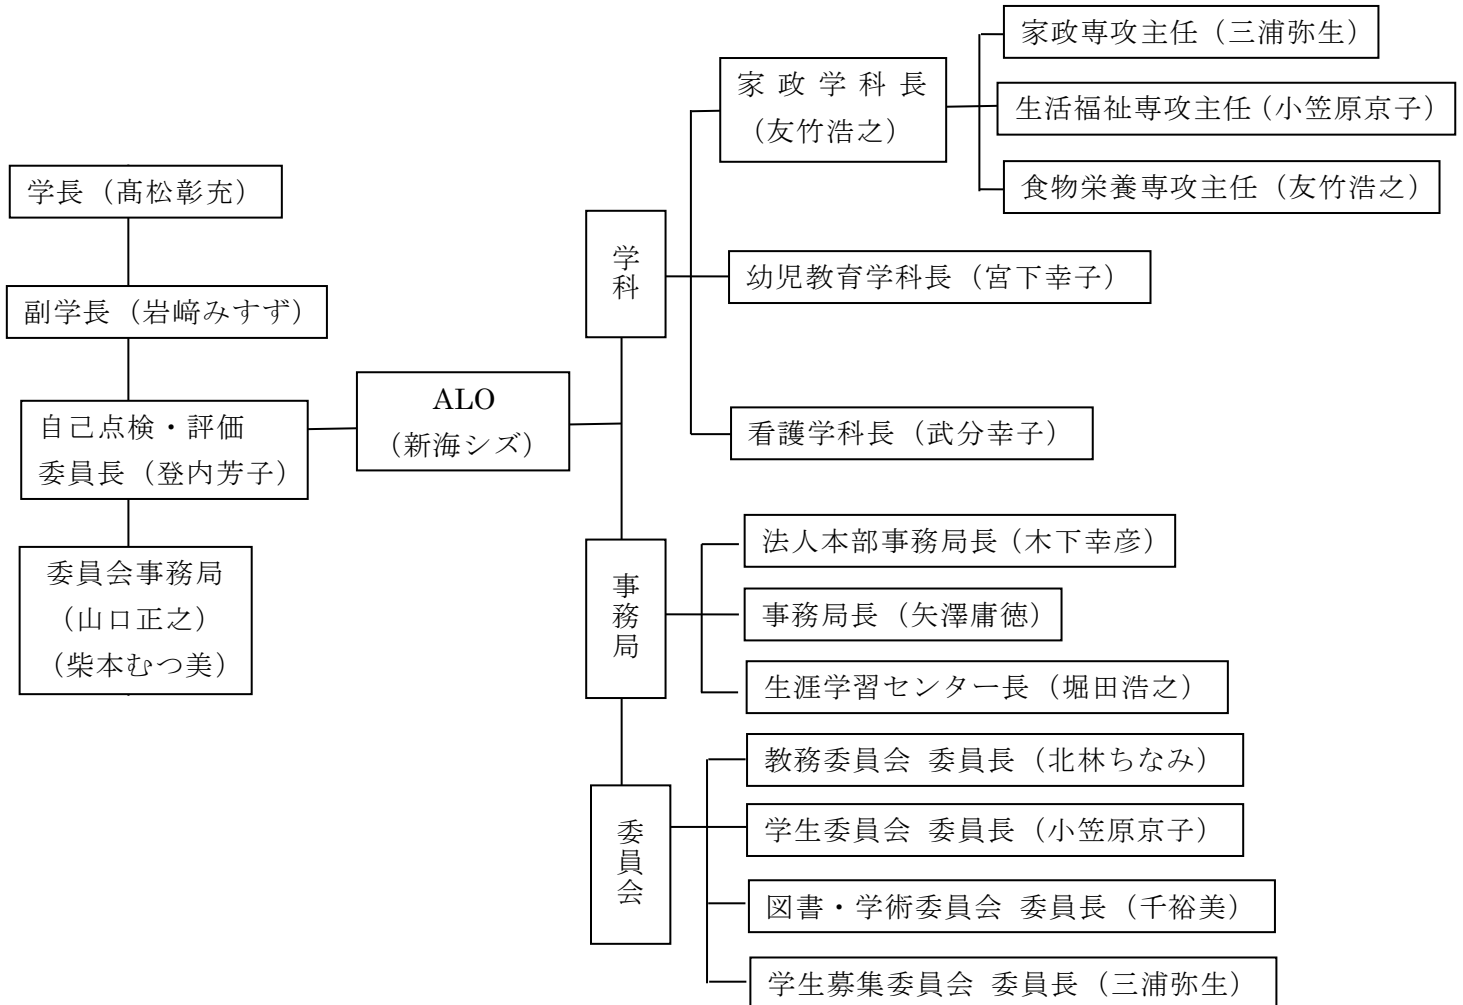 学長（髙松彰充）
副学長（岩﨑みすず）
自己点検・評価
委員長（登内芳子）
委員会事務局
（山口正之）
（柴本むつ美）
ALO
（新海シズ）
学科
家政学科長
（友竹浩之）
家政専攻主任（三浦弥生）
生活福祉専攻主任（小笠原京子）
食物栄養専攻主任（友竹浩之）
幼児教育学科長（宮下幸子）
看護学科長（武分幸子）
事務局
法人本部事務局長（木下幸彦）
事務局長（矢澤庸徳）
生涯学習センター長（堀田浩之）
委員会
教務委員会 委員長（北林ちなみ）
学生委員会 委員長（小笠原京子）
図書・学術委員会 委員長（千裕美）
学生募集委員会 委員長（三浦弥生）